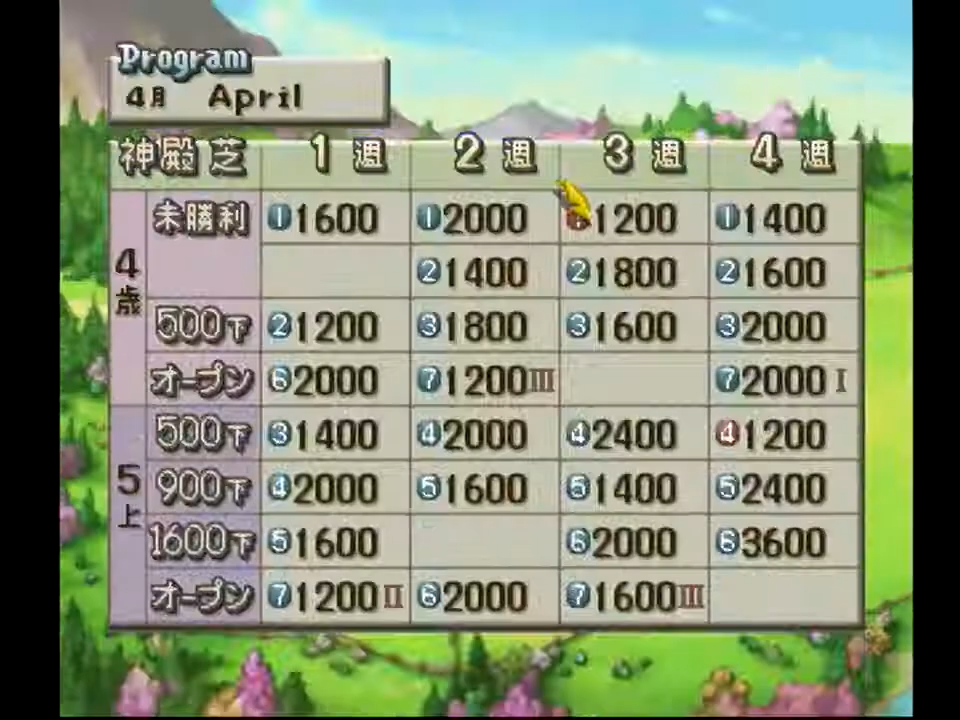 Program
4月 April
神殿 芝 1週 2週 3週 4週
4歳 未勝利 ①1600 ①2000 ①1200 ①1400
②1400 ②1800 ②1600
500下 ②1200 ③1800 ③1600 ③2000
オープン ⑥2000 ⑦1200III ⑦2000I
5上 500下 ③1400 ④2000 ④2400 ④1200
900下 ④2000 ⑤1600 ⑤1400 ⑤2400
1600下 ⑤1600 ⑥2000 ⑥3600
オープン ⑦1200II ⑥2000 ⑦1600III